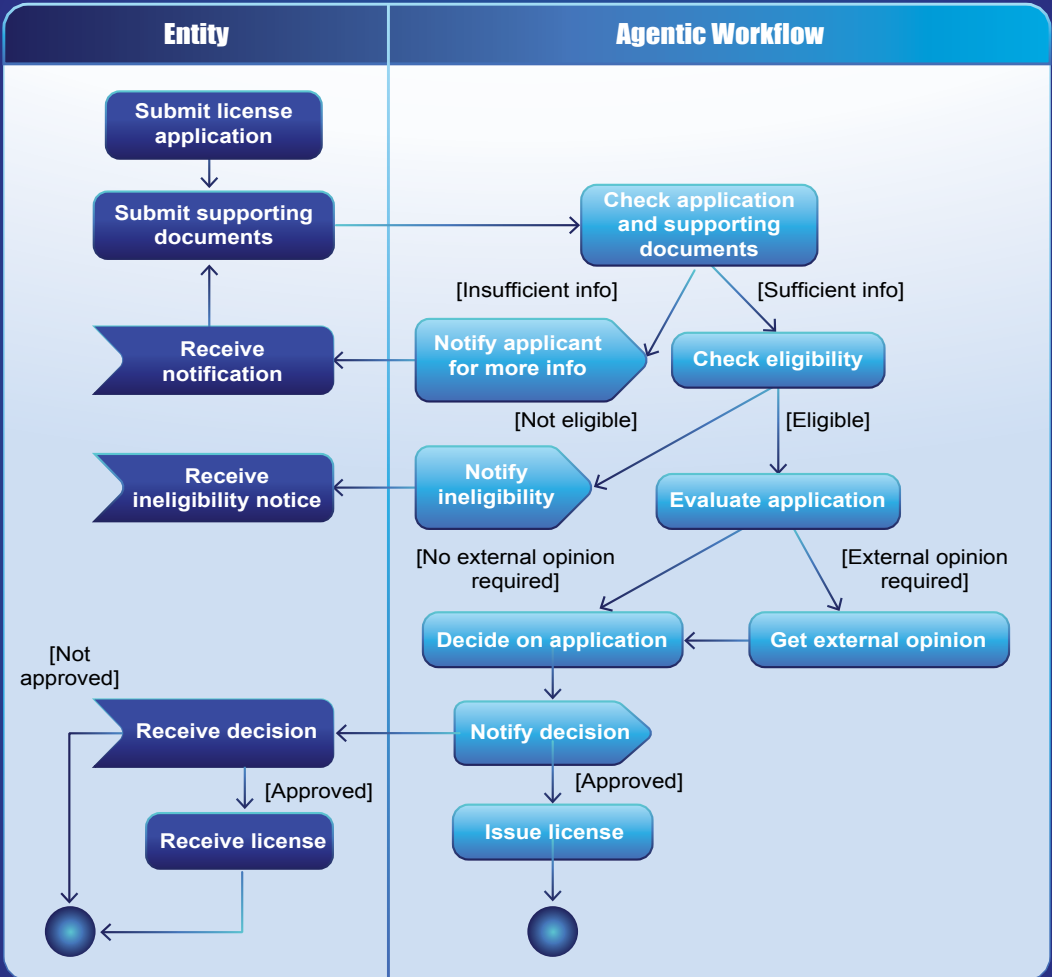 Entity
Agentic Workflow
Submit license
application
Submit supporting
documents
Check application
and supporting
documents
[Insufficient info]
[Sufficient info]
Receive
notification
Notify applicant
for more info
Check eligibility
[Not eligible]
[Eligible]
Receive
ineligibility notice
Notify
ineligibility
Evaluate application
[No external opinion
required]
[External opinion
required]
Decide on application
Get external opinion
[Not
approved]
Receive decision
Notify decision
[Approved]
[Approved]
Receive license
Issue license